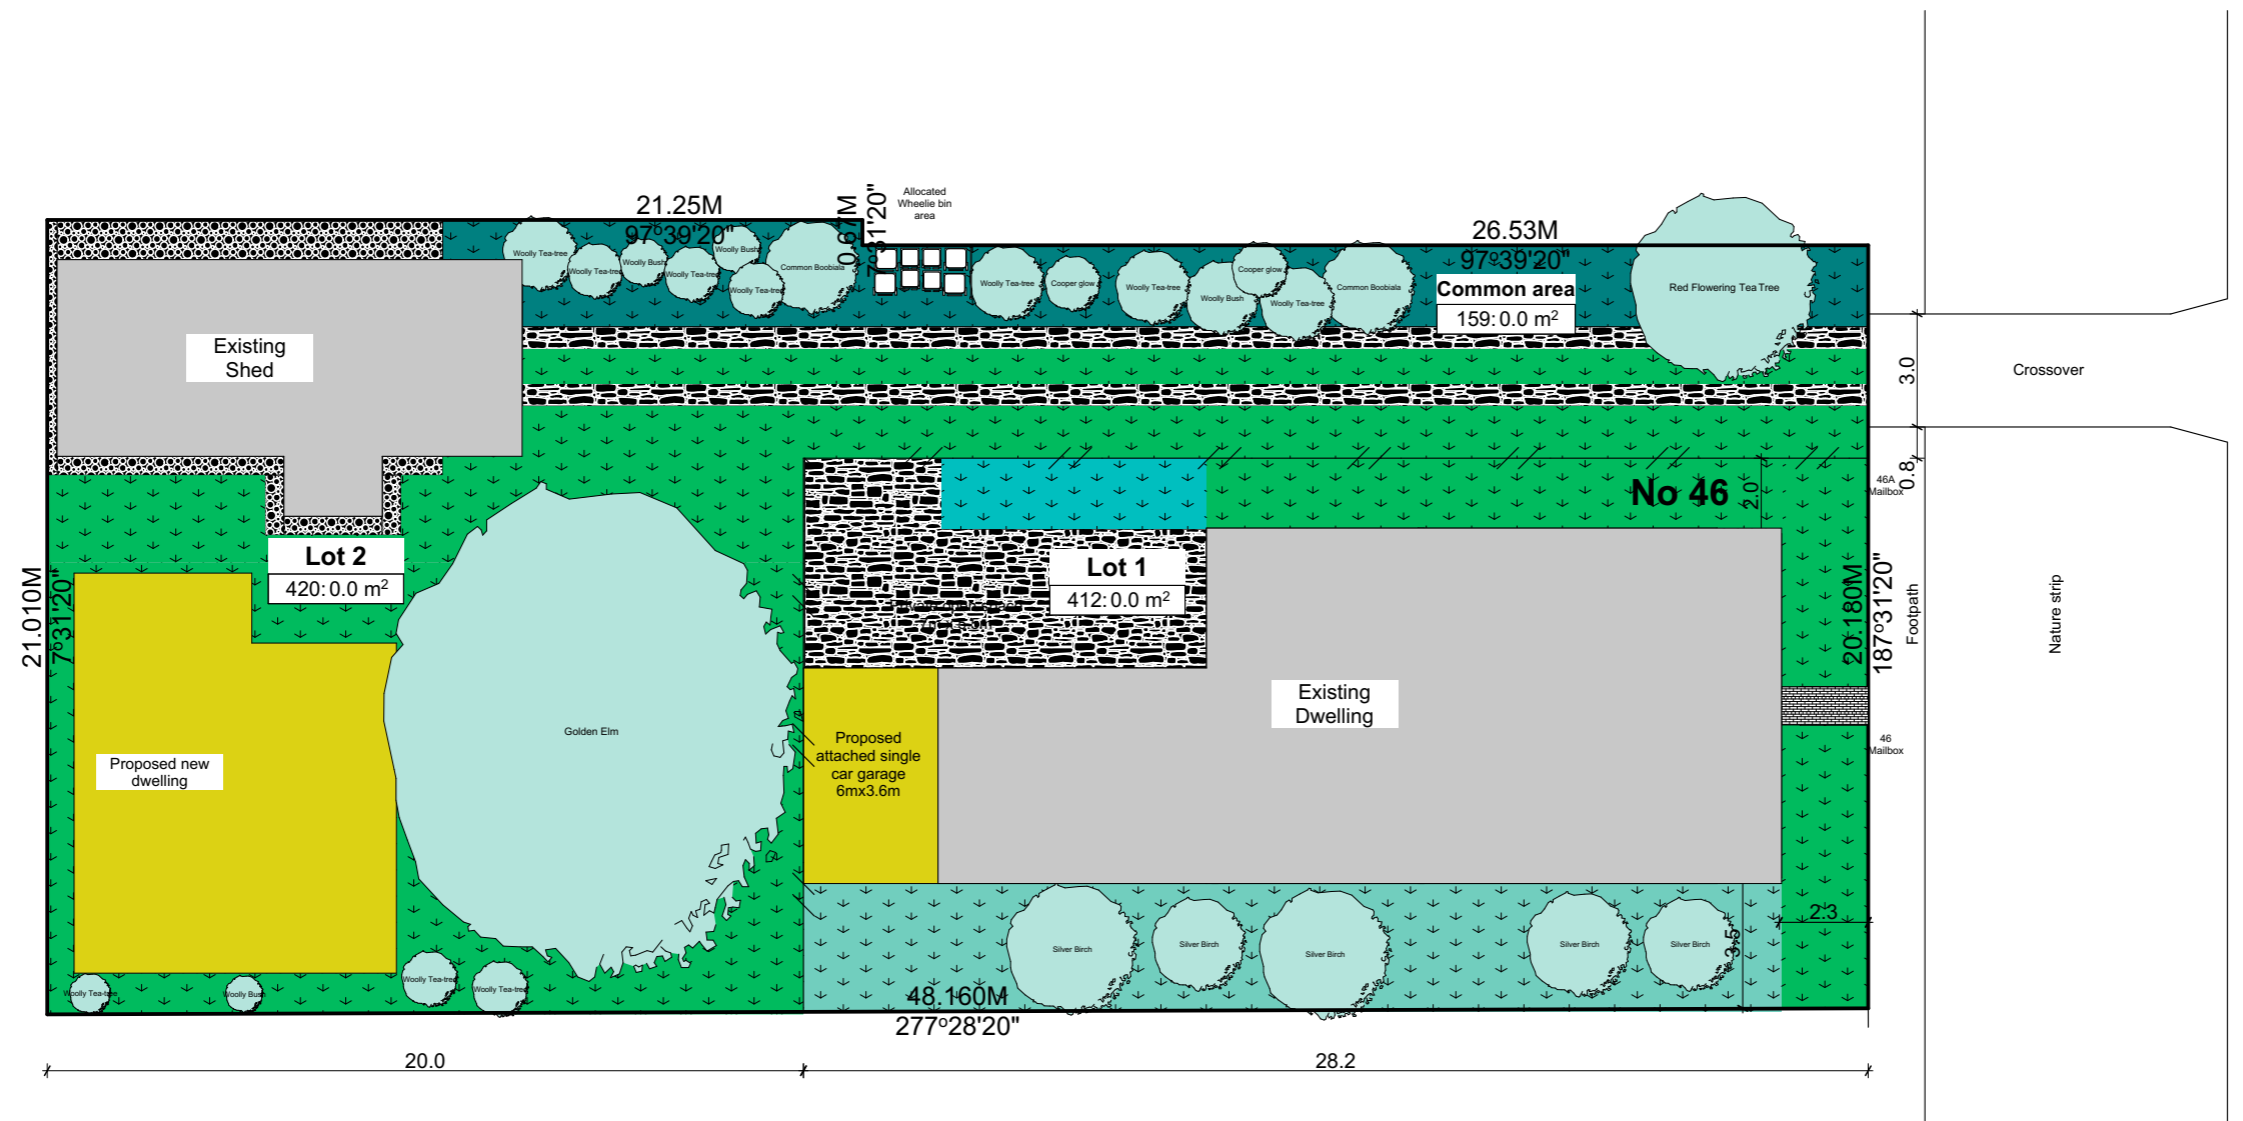 Allocated
Wheelie bin
area
21.25M
97°39'20"
0.67M
7°31'20"
26.53M
97°39'20"
Woolly Tea-tree
Woolly Tea-tree
Woolly Bush
Woolly Tea-tree
Woolly Bush
Woolly Tea-tree
Common Boobiala
Woolly Tea-tree
Cooper glow
Woolly Tea-tree
Woolly Bush
Cooper glow
Woolly Tea-tree
Common Boobiala
Common area
159: 0.0 m²
Red Flowering Tea Tree
Existing
Shed
3.0
Crossover
0.8
46A
Mailbox
No 46
2.0
Lot 2
420: 0.0 m²
Lot 1
412: 0.0 m²
Private open space
21.010M
7°31'20"
20.180M
187°31'20"
Footpath
Nature strip
Existing
Dwelling
Golden Elm
Proposed
attached single
car garage
6mx3.6m
46
Mailbox
Proposed new
dwelling
2.3
3.5
Silver Birch
Silver Birch
Silver Birch
Silver Birch
Silver Birch
Woolly Tea-tree
Woolly Bush
Woolly Tea-tree
Woolly Tea-tree
48.160M
277°28'20"
20.0
28.2